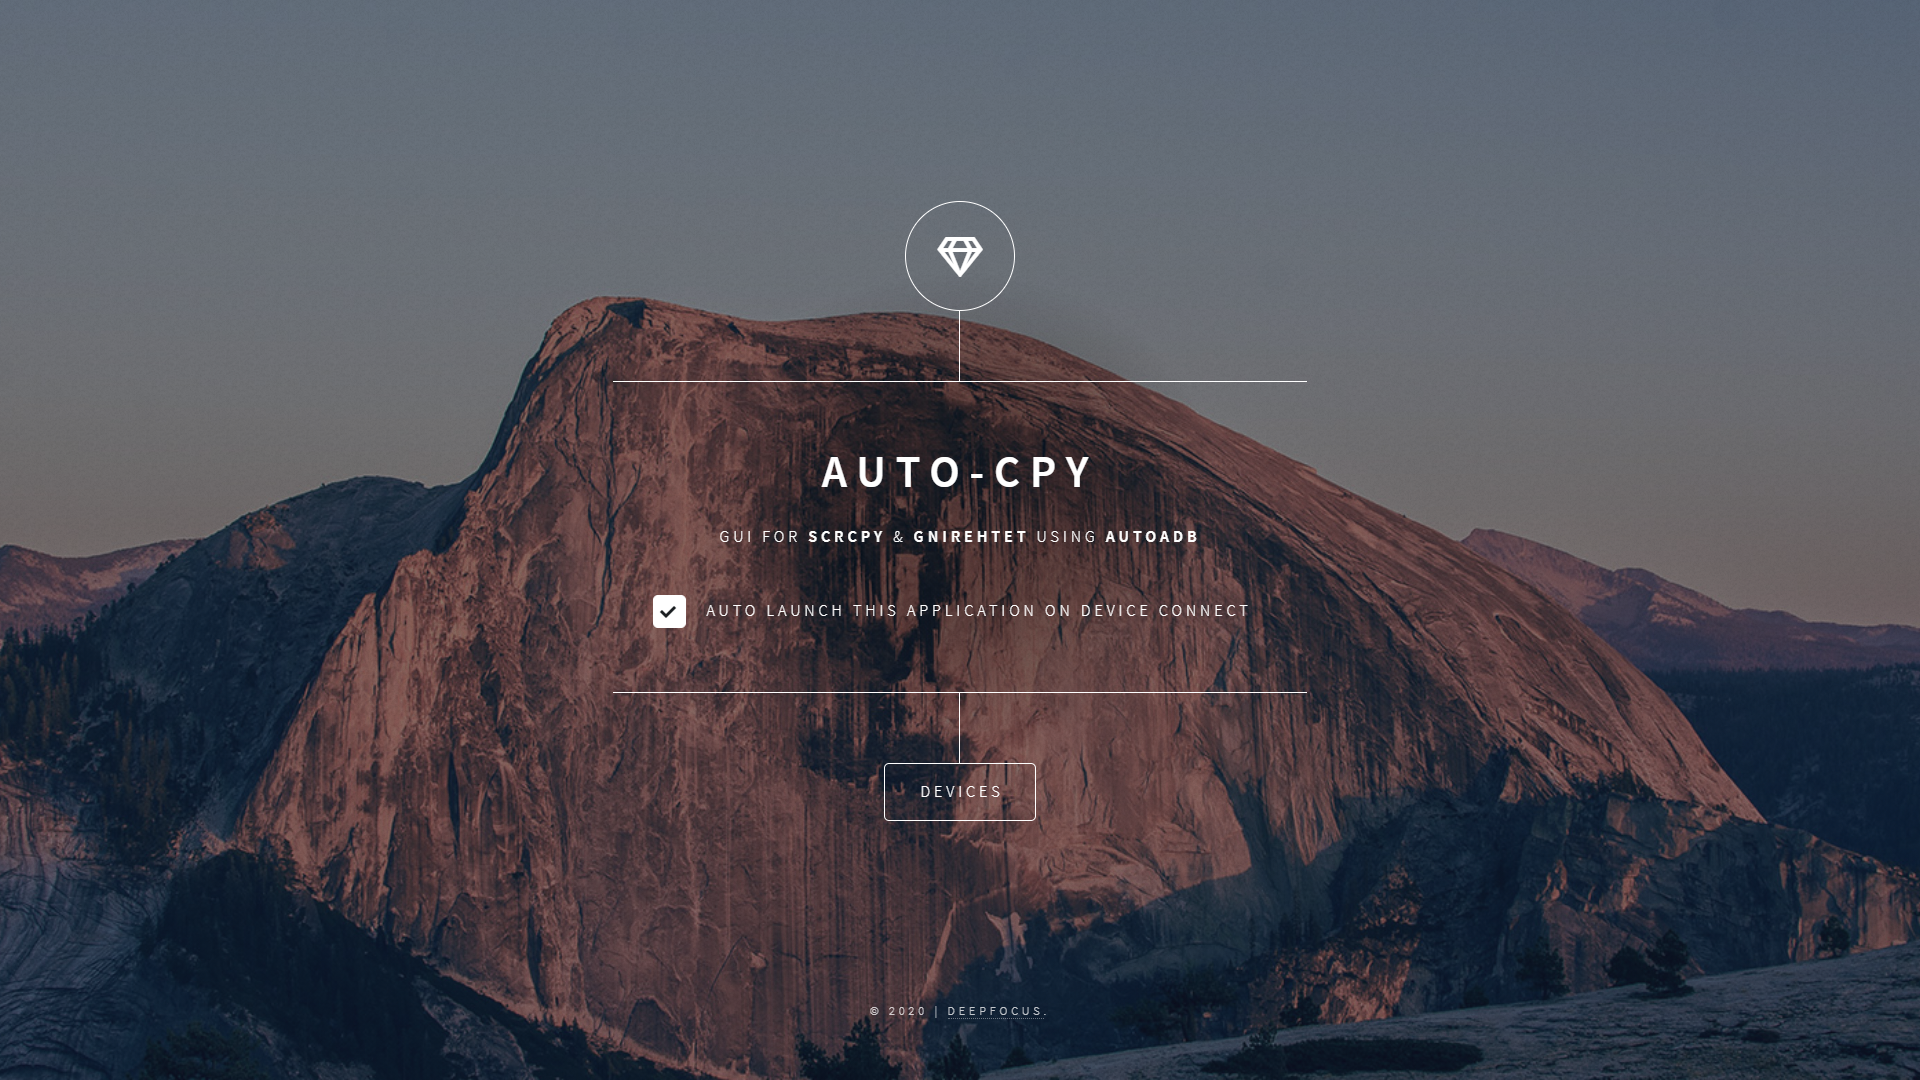 AUTO-CPY
GUI FOR SCRCPY & GNIREHTET USING AUTOADB
AUTO LAUNCH THIS APPLICATION ON DEVICE CONNECT
DEVICES
© 2020 | DEEPFOCUS.